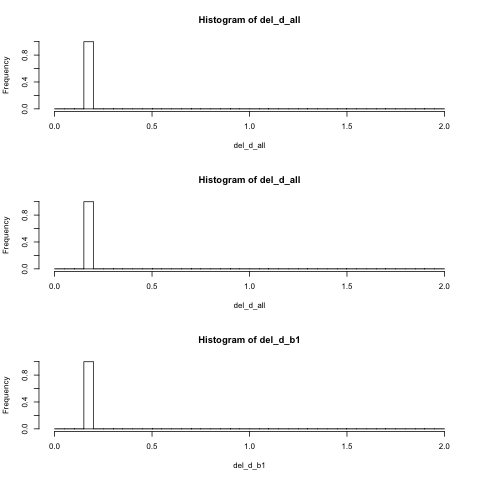 Histogram of del_d_all
Frequency
0.8
0.4
0.0
0.0 0.5 1.0 1.5 2.0
del_d_all
Histogram of del_d_all
Frequency
0.8
0.4
0.0
0.0 0.5 1.0 1.5 2.0
del_d_all
Histogram of del_d_b1
Frequency
0.8
0.4
0.0
0.0 0.5 1.0 1.5 2.0
del_d_b1